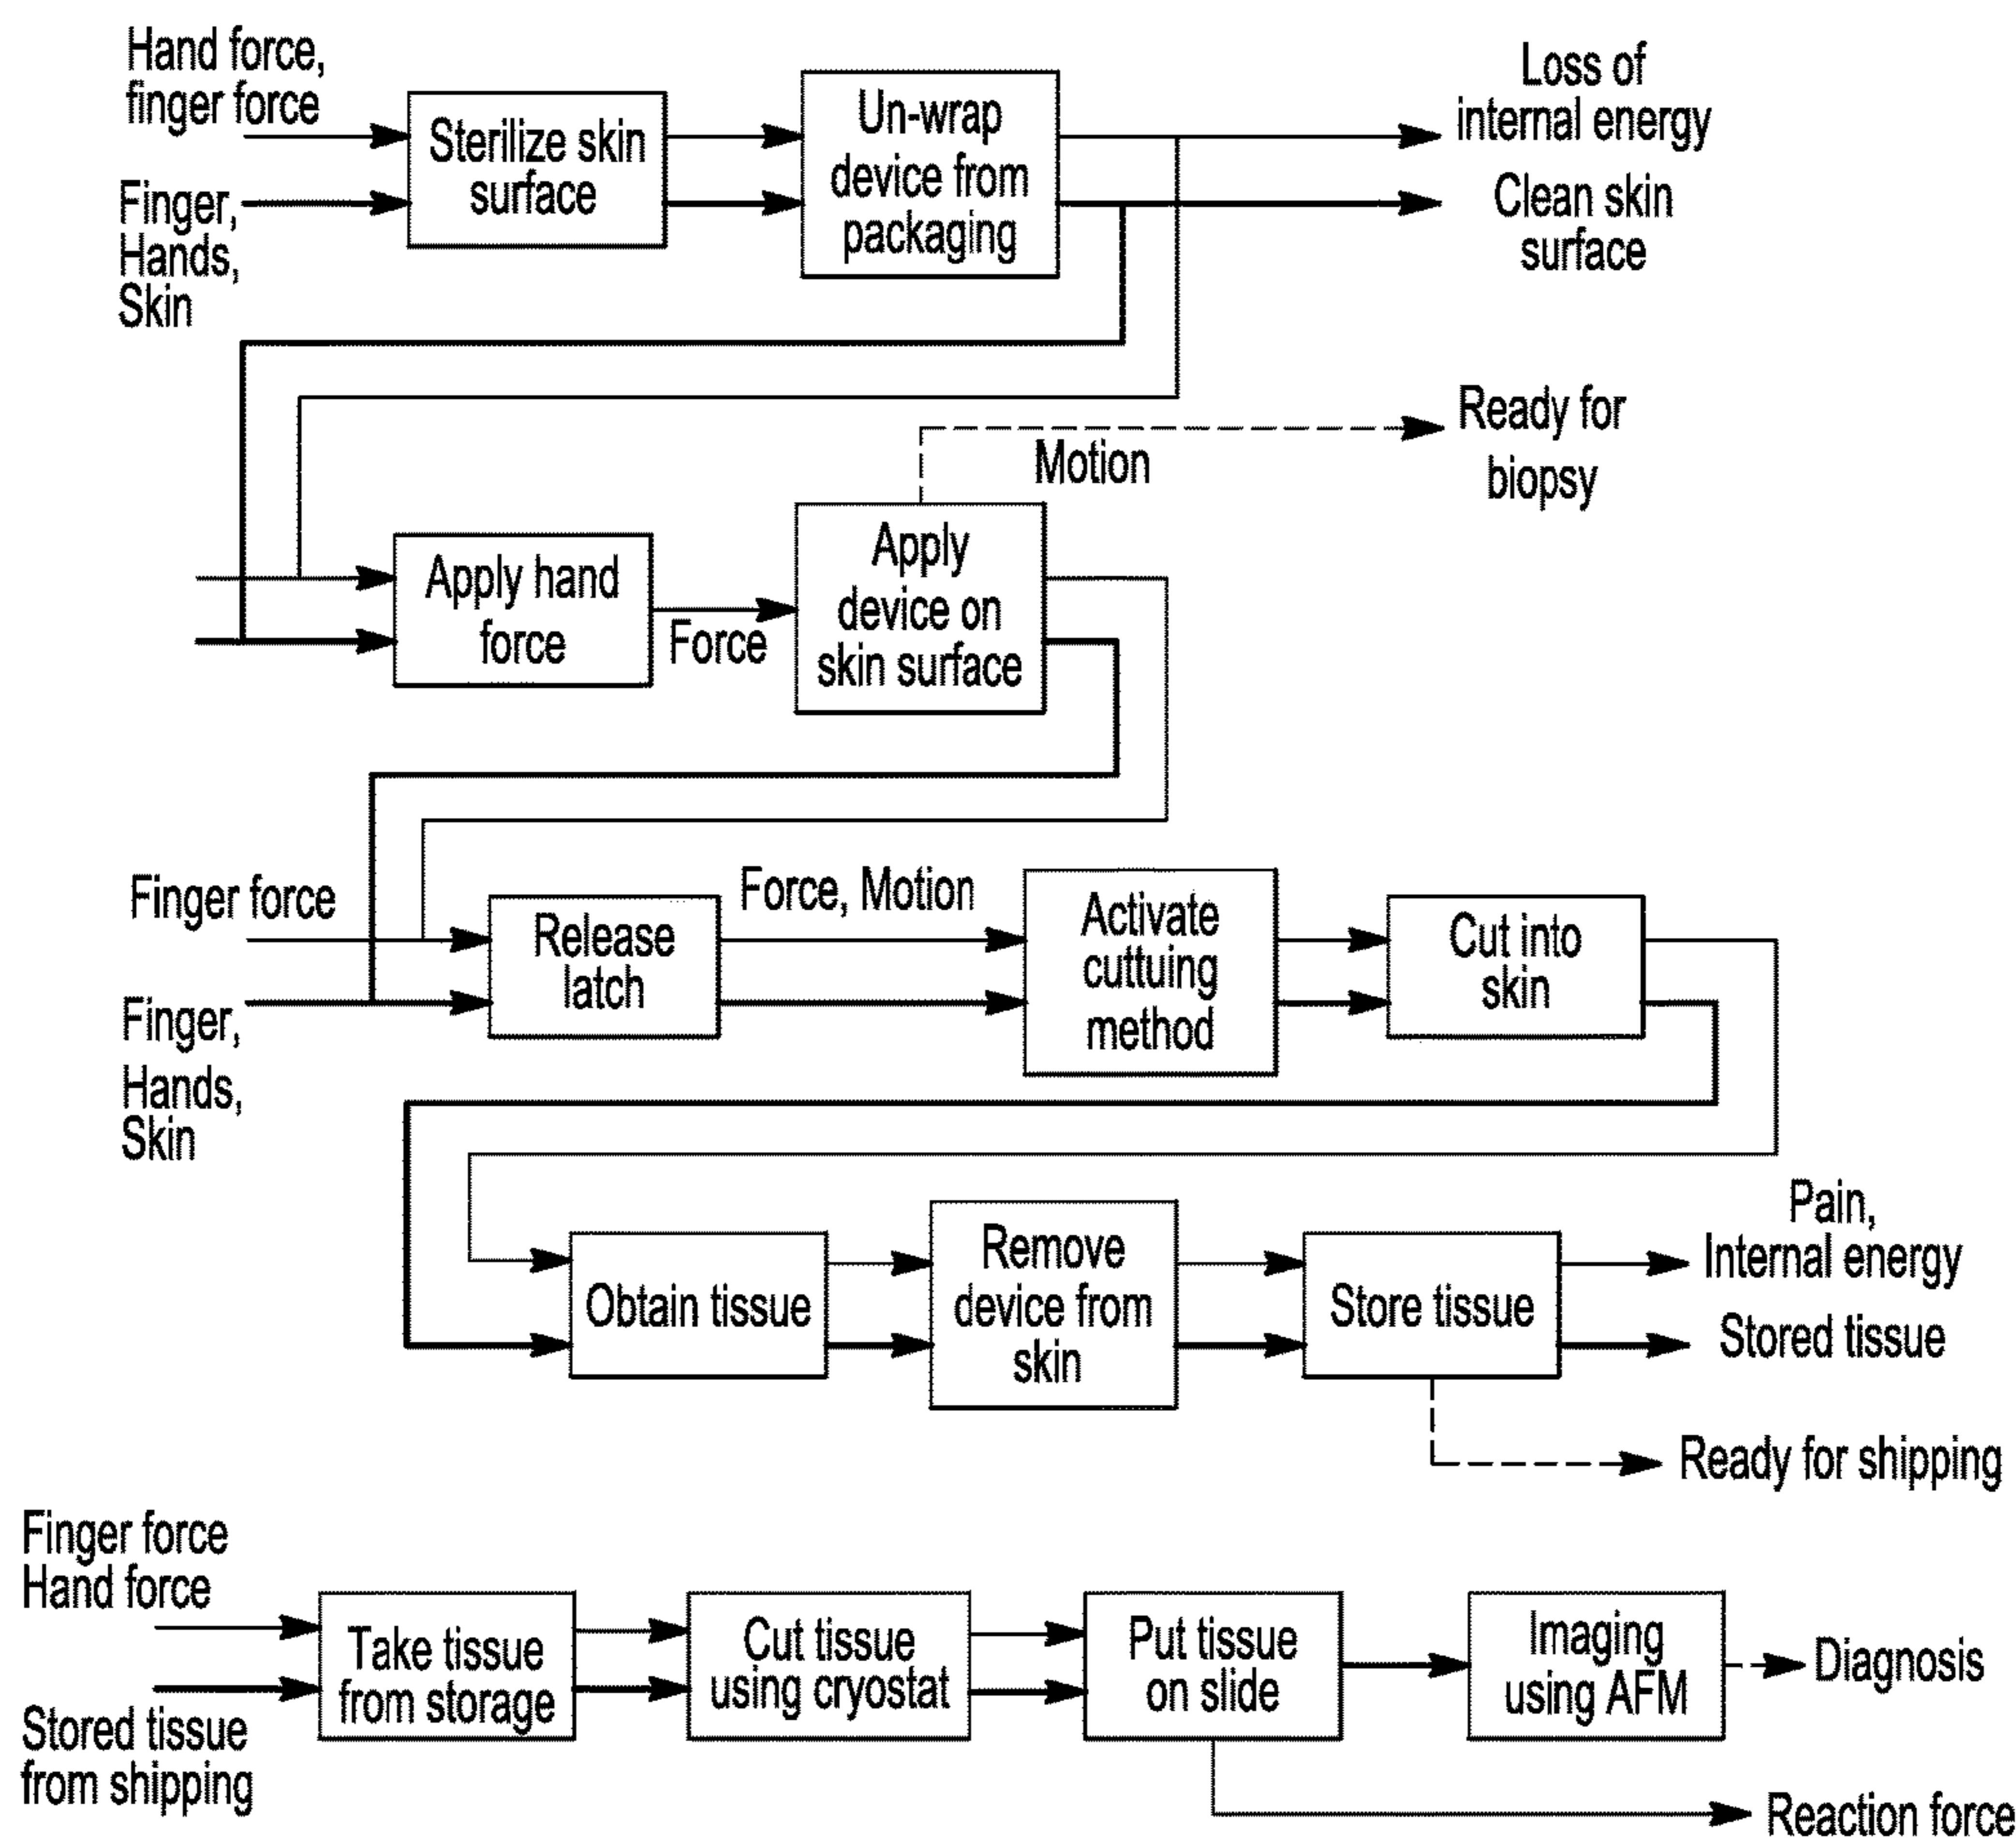 Hand force,
finger force
Sterilize skin
surface
Un-wrap
device from
packaging
Loss of
internal energy
Finger,
Hands,
Skin
Clean skin
surface
Ready for
biopsy
Motion
Apply hand
force
Force
Apply
device on
skin surface
Finger force
Release
latch
Force, Motion
Activate
cuttuing
method
Cut into
skin
Finger,
Hands,
Skin
Obtain tissue
Remove
device from
skin
Store tissue
Pain,
Internal energy
Stored tissue
Ready for shipping
Finger force
Hand force
Take tissue
from storage
Cut tissue
using cryostat
Put tissue
on slide
Imaging
using AFM
Diagnosis
Stored tissue
from shipping
Reaction force